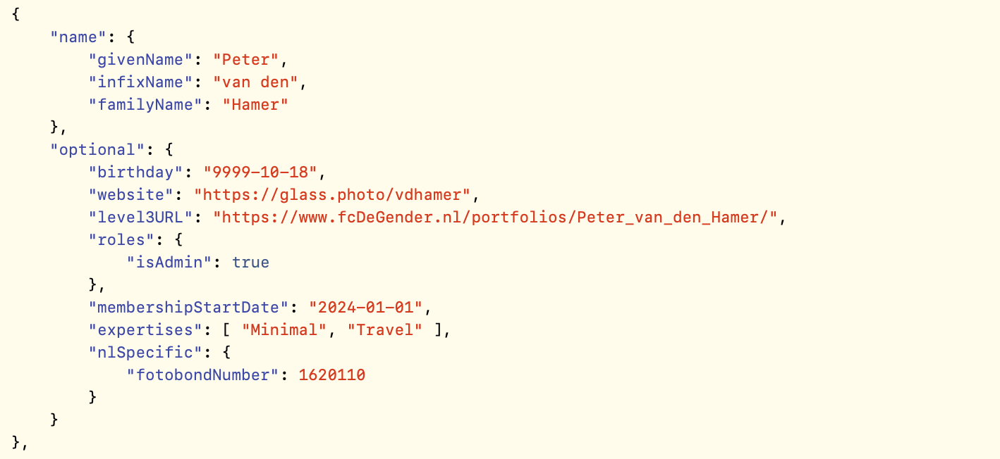 {
    "name": {
        "givenName": "Peter",
        "infixName": "van den",
        "familyName": "Hamer"
    },
    "optional": {
        "birthday": "9999-10-18",
        "website": "https://glass.photo/vdhamer",
        "level3URL": "https://www.fcDeGender.nl/portfolios/Peter_van_den_Hamer/",
        "roles": {
            "isAdmin": true
        },
        "membershipStartDate": "2024-01-01",
        "expertises": [ "Minimal", "Travel" ],
        "nlSpecific": {
            "fotobondNumber": 1620110
        }
    }
},